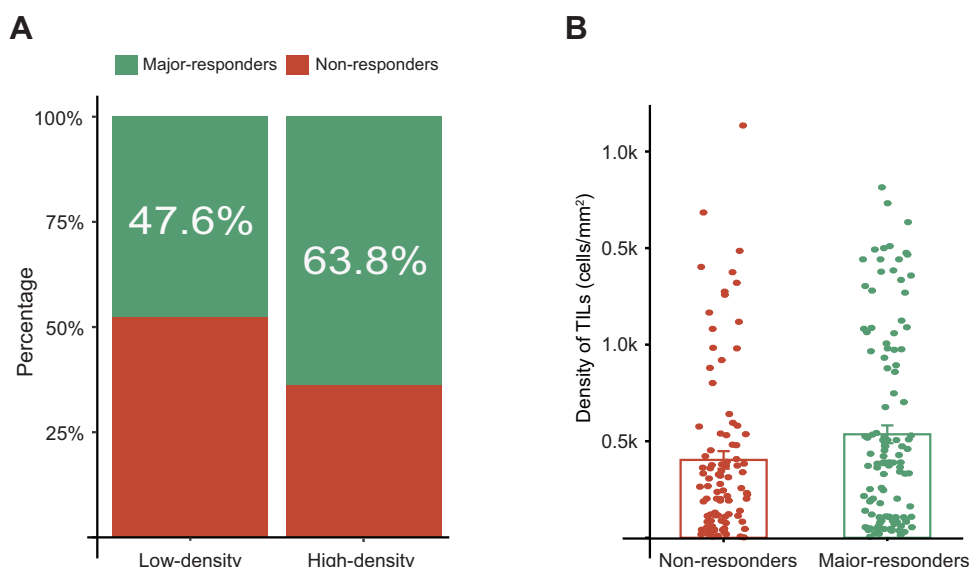 A
Major-responders
Non-responders
Percentage
100%
75%
50%
25%
47.6%
63.8%
Low-density
High-density
B
Density of TILs (cells/mm²)
1.0k
0.5k
1.0k
0.5k
Non-responders
Major-responders